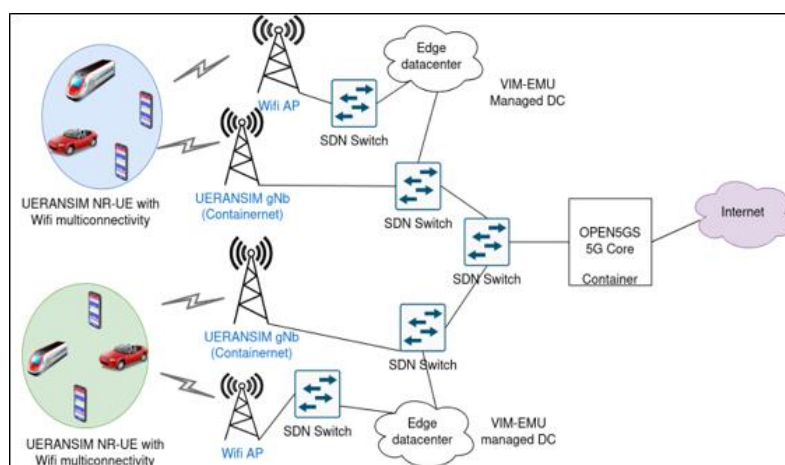 Edge
datacenter
VIM-EMU
Managed DC
Wifi AP
SDN Switch
UERANSIM NR-UE with
Wifi multiconnectivity
UERANSIM gNb
(Containernet)
SDN Switch
SDN Switch
OPEN5GS
5G Core
Container
Internet
UERANSIM gNb
(Containernet)
SDN Switch
SDN Switch
Edge
datacenter
VIM-EMU
managed DC
Wifi AP
UERANSIM NR-UE with
Wifi multiconnectivity